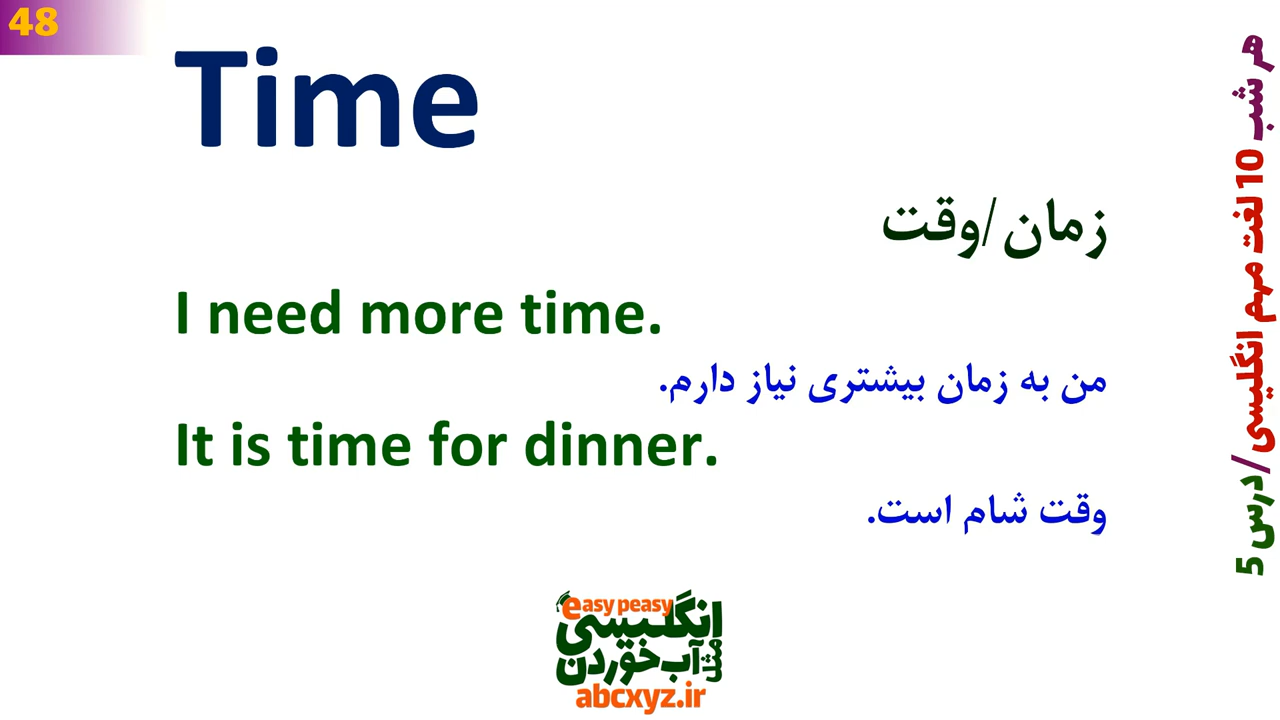 48
Time
زمان/وقت
I need more time.
من به زمان بیشتری نیاز دارم.
It is time for dinner.
وقت شام است.
هر شب 10 لغت مهم انگلیسی/درس 5
easy peasy
انگلیسی
مثل آب خوردن
abcxyz.ir